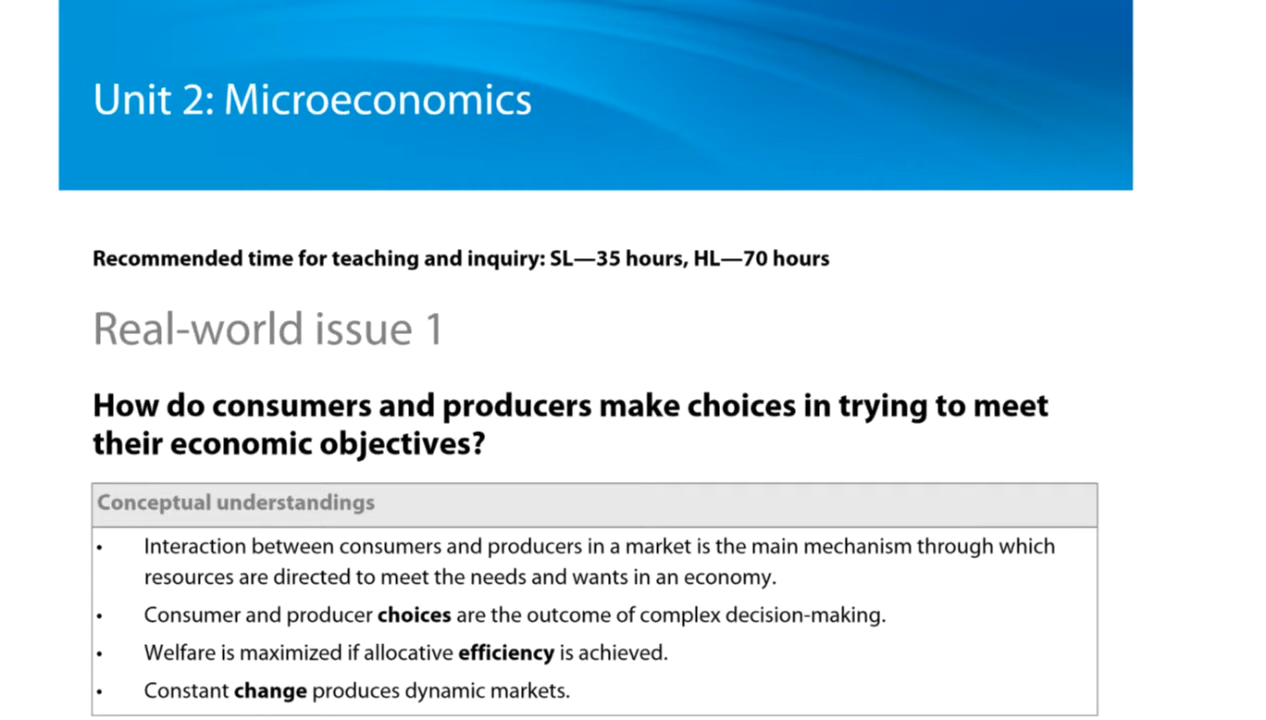 Unit 2: Microeconomics
Recommended time for teaching and inquiry: SL—35 hours, HL—70 hours
Real-world issue 1
How do consumers and producers make choices in trying to meet
their economic objectives?
Conceptual understandings
• Interaction between consumers and producers in a market is the main mechanism through which
resources are directed to meet the needs and wants in an economy.
• Consumer and producer choices are the outcome of complex decision-making.
• Welfare is maximized if allocative efficiency is achieved.
• Constant change produces dynamic markets.